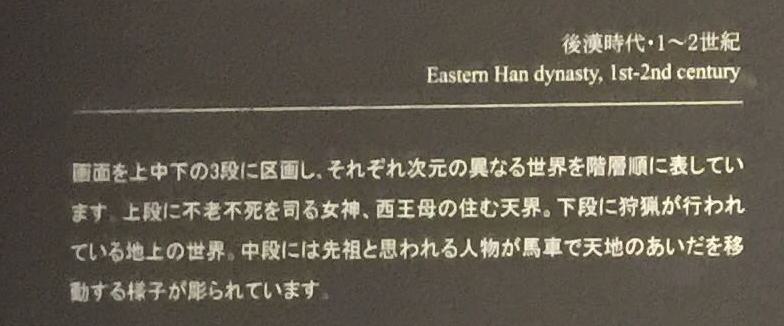 後漢時代・1～2世紀
Eastern Han dynasty, 1st-2nd century
画面を上中下の3段に区画し、それぞれ次元の異なる世界を階層順に表してい
ます。上段に不老不死を司る女神、西王母の住む天界。下段に狩猟が行われ
ている地上の世界。中段には先祖と思われる人物が馬車で天地のあいだを移
動する様子が彫られています。